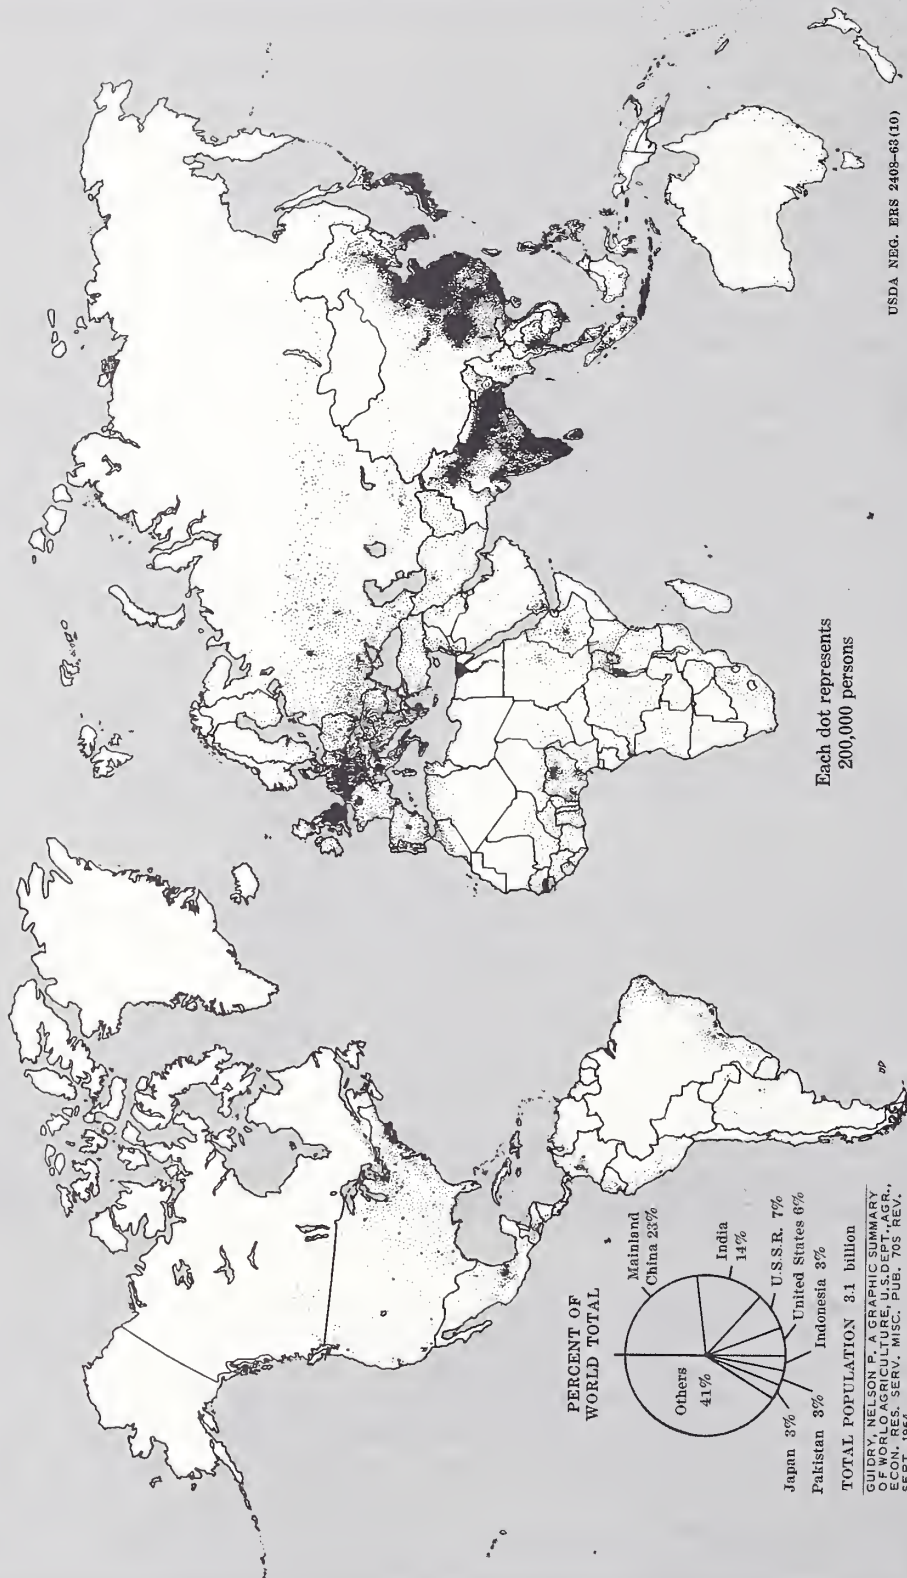 PERCENT OF
WORLD TOTAL
Mainland
China 23%
India
14%
U.S.S.R. 7%
United States 6%
Indonesia 3%
Pakistan 3%
Japan 3%
Others
41%
TOTAL POPULATION 3.1 billion
GUIDRY, NELSON P. A GRAPHIC SUMMARY
OF WORLD AGRICULTURE, U.S. DEPT. AGR.,
ECON. RES. SERV. MISC. PUB. 705 REV.
SEPT. 1964
Each dot represents
200,000 persons
USDA NEG. ERS 2408-63(10)